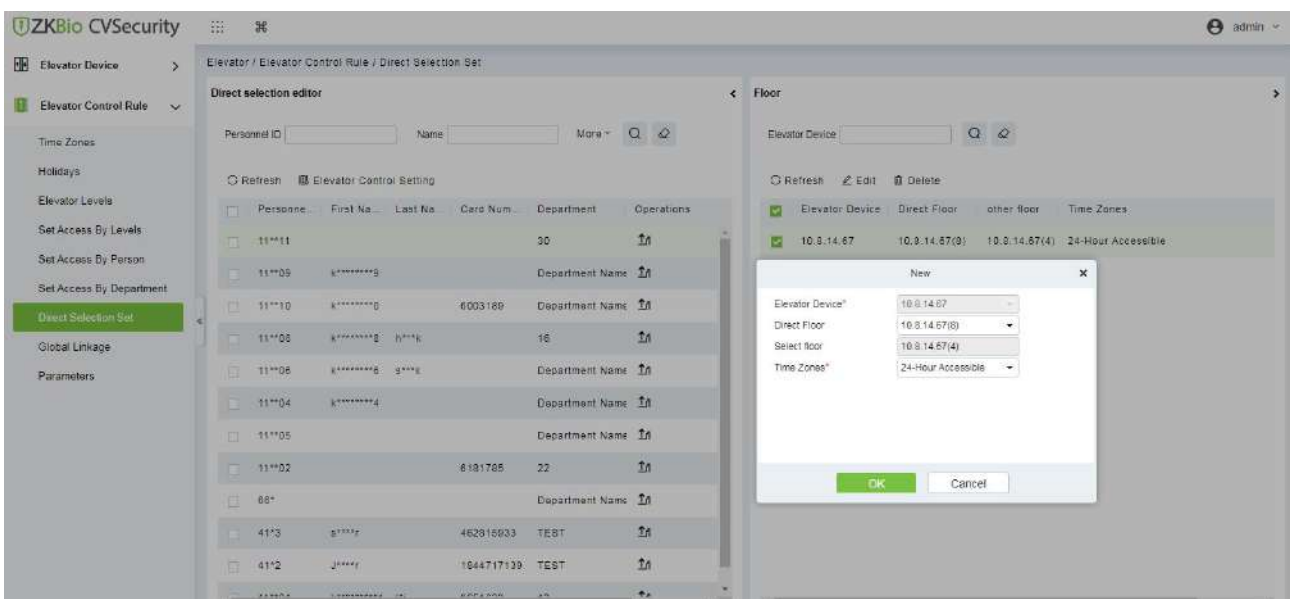 ZKBio CVSecurity
admin
Elevator Device
Elevator Control Rule
Time Zones
Holidays
Elevator Levels
Set Access By Levels
Set Access By Person
Set Access By Department
Direct Selection Set
Global Linkage
Parameters
Elevator / Elevator Control Rule / Direct Selection Set
Direct selection editor
Personnel ID Name More
Refresh Elevator Control Setting
Personne... First Na... Last Na... Card Num... Department Operations
11**11 30
11**09 k********9 Department Name
11**10 k********0 6003189 Department Name
11**08 k********8 h***k 16
11**06 k********6 g***k Department Name
11**04 k********4 Department Name
11**05 Department Name
11**02 6181785 22
66* Department Name
41*3 s****r 462815933 TEST
41*2 J****r 1844717139 TEST
Floor
Elevator Device
Refresh Edit Delete
Elevator Device Direct Floor other floor Time Zones
10.8.14.67 10.8.14.67(8) 10.8.14.67(4) 24-Hour Accessible
New
Elevator Device* 10.8.14.67
Direct Floor 10.8.14.67(8)
Select floor 10.8.14.67(4)
Time Zones* 24-Hour Accessible
OK Cancel